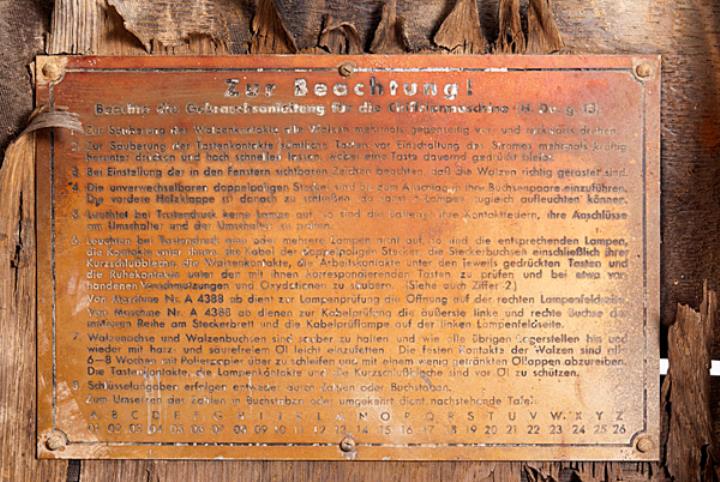 Zur Beachtung!
Beachte die Gebrauchsanleitung für die Chiffriermaschine (H. Dv. g. 13).
1. Zur Säuberung der Walzenkontakte alle Walzen mehrmals gegenseitig vor- und rückwärts drehen.
2. Zur Säuberung der Tastenkontakte sämtliche Tasten vor Einschaltung des Stromes mehrmals kräftig
herunter drücken und hoch schnellen lassen, wobei eine Taste dauernd gedrückt bleibt.
3. Bei Einstellung der in den Fenstern sichtbaren Zeichen beachten, daß die Walzen richtig gerastet sind.
4. Die unverwechselbaren doppelpoligen Stecker sind bis zum Anschlag in ihre Buchsenpaare einzuführen.
Die vordere Holzklappe ist danach zu schließen, da sonst Lampen zugleich aufleuchten können.
5. Leuchtet bei Tastendruck keine Lampe auf, so sind die Batterie, ihre Kontaktfedern, ihre Anschlüsse
am Umschalter und der Umschalter zu prüfen.
6. Leuchten bei Tastendruck eine oder mehrere Lampen nicht auf, so sind die entsprechenden Lampen,
die Kontakte unter ihnen, die Kabel der doppelpoligen Stecker, die Steckerbuchsen einschließlich ihrer
Kurzschlußbleche, die Walzenkontakte, die Arbeitskontakte unter den jeweils gedrückten Tasten und
die Ruhekontakte unter den mit ihnen korrespondierenden Tasten zu prüfen und bei etwa vor-
handenen Verschmutzungen und Oxydationen zu säubern. (Siehe auch Ziffer 2.)
Von Maschine Nr. A 4388 ab dient zur Lampenprüfung die Öffnung auf der rechten Lampenfeldseite.
Von Maschine Nr. A 4388 ab dienen zur Kabelprüfung die äußerste linke und rechte Buchse der
mittleren Reihe am Steckerbrett und die Kabelprüflampe auf der linken Lampenfeldseite.
7. Walzenachse und Walzenbuchsen sind sauber zu halten und wie alle übrigen Lagerstellen hin und
wieder mit harz- und säurefreiem Öl leicht einzufetten. Die festen Kontakte der Walzen sind alle
6—8 Wochen mit Polierpapier über zu schleifen und mit einem wenig getränkten Öllappen abzureiben.
Die Tastenkontakte, die Lampenkontakte und die Kurzschlußbleche sind vor Öl zu schützen.
8. Schlüsselangaben erfolgen entweder durch Zahlen oder Buchstaben.
Zum Umsetzen der Zahlen in Buchstaben oder umgekehrt dient nachstehende Tafel:
A B C D E F G H I J K L M N O P Q R S T U V W X Y Z
01 02 03 04 05 06 07 08 09 10 11 12 13 14 15 16 17 18 19 20 21 22 23 24 25 26